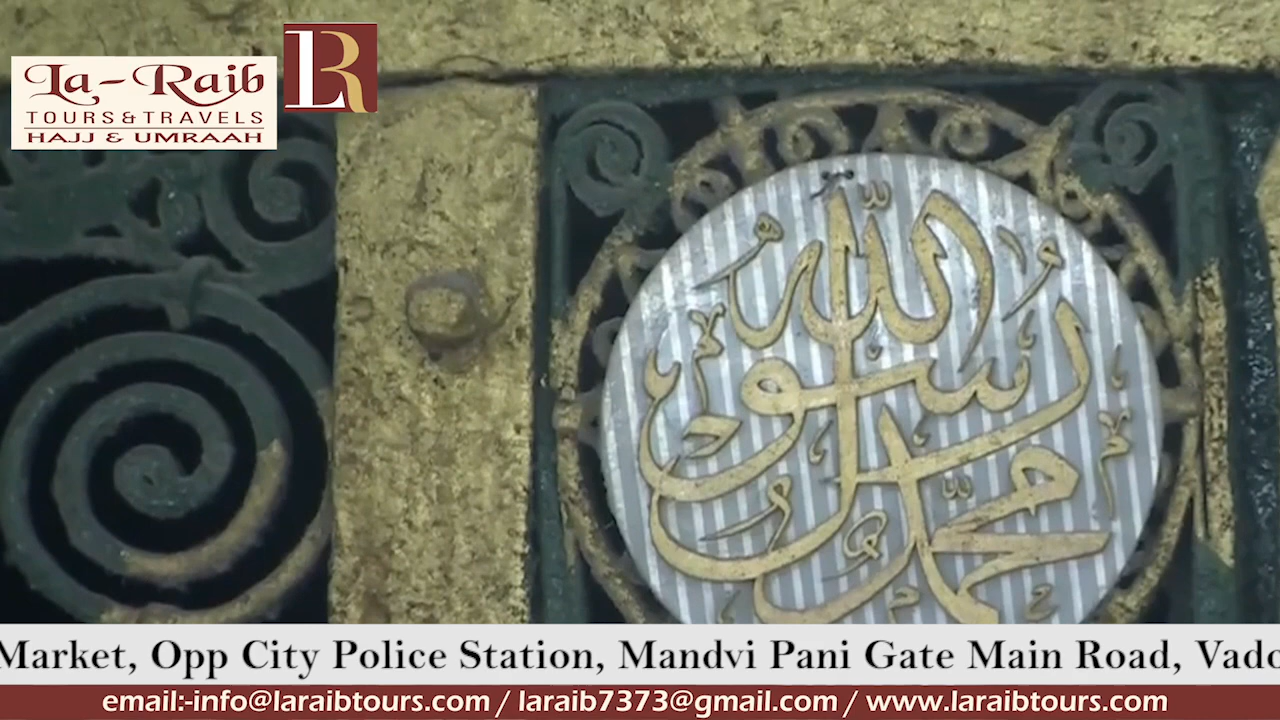 La-Raib
TOURS & TRAVELS
HAJJ & UMRAAH
LR
الله
رسول
محمد
Market, Opp City Police Station, Mandvi Pani Gate Main Road, Vado
email:-info@laraibtours.com / laraib7373@gmail.com / www.laraibtours.com